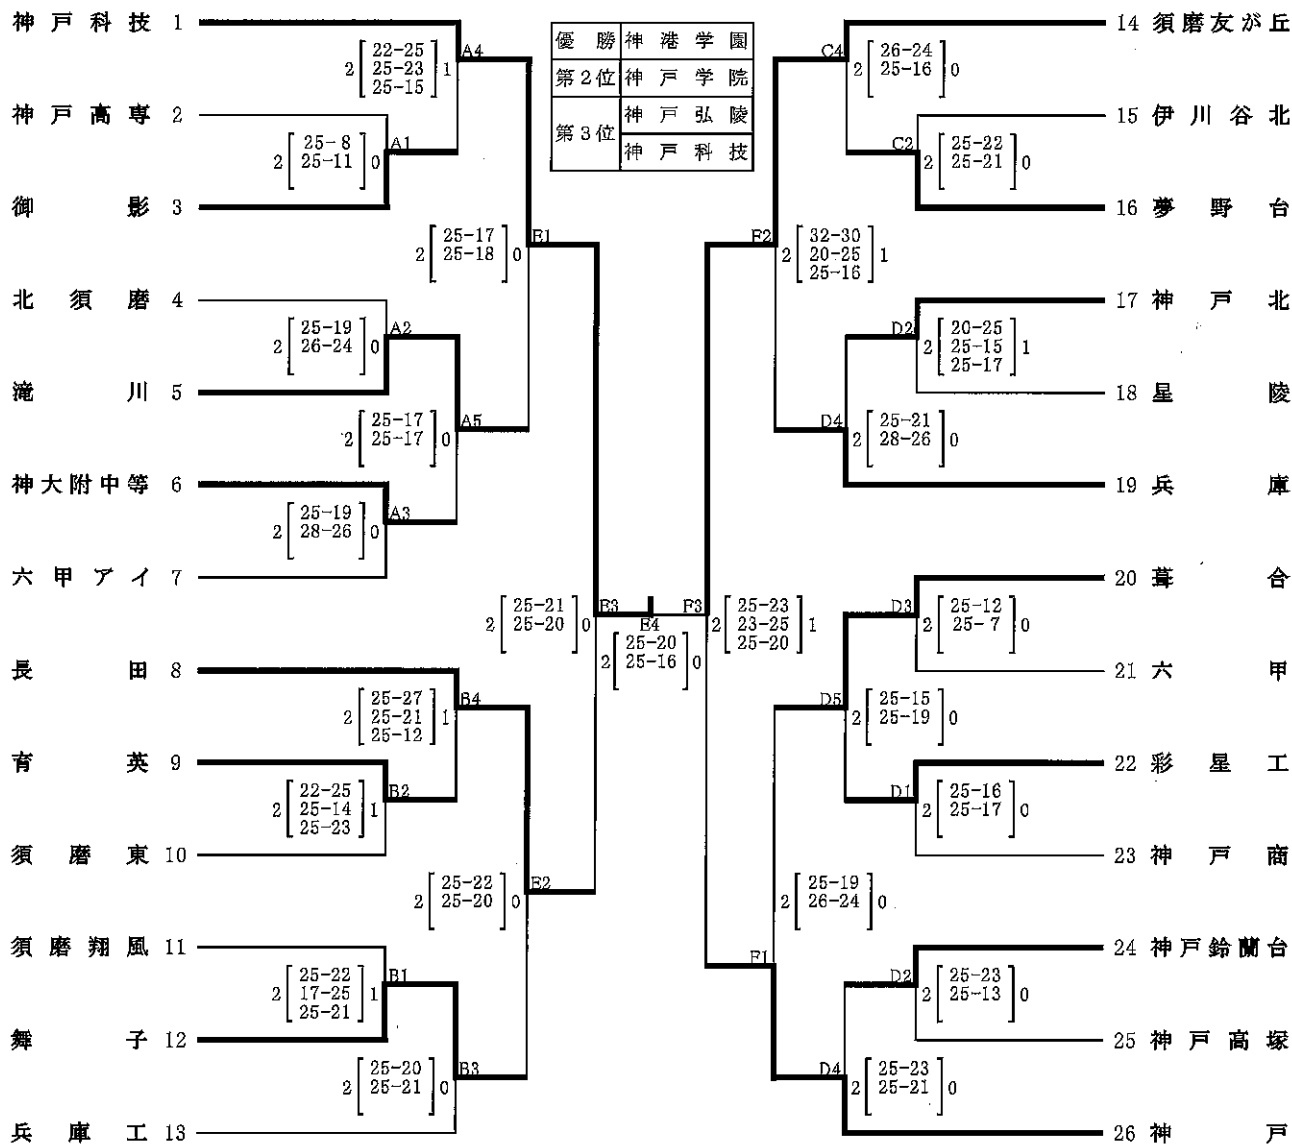 優勝 神港学園
第2位 神戸学院
第3位 神戸弘陵
神戸科技
神戸科技 1
A4
2 [22-25 25-23 25-15] 1
神戸高専 2
A1
2 [25-8 25-11] 0
御影 3
E1
2 [25-17 25-18] 0
北須磨 4
A2
2 [25-19 26-24] 0
滝川 5
A5
2 [25-17 25-17] 0
神大附中等 6
A3
2 [25-19 28-26] 0
六甲アイ 7
E3
2 [25-21 25-20] 0
長田 8
B4
2 [25-27 25-21 25-12] 1
育英 9
B2
2 [22-25 25-14 25-23] 1
須磨東 10
E2
2 [25-22 25-20] 0
須磨翔風 11
B1
2 [25-22 17-25 25-21] 1
舞子 12
B3
2 [25-20 25-21] 0
兵庫工 13
E4
2 [25-20 25-16] 0
14 須磨友が丘
C4
2 [26-24 25-16] 0
15 伊川谷北
C2
2 [25-22 25-21] 0
16 夢野台
F2
2 [32-30 20-25 25-16] 1
17 神戸北
D2
2 [20-25 25-15 25-17] 1
18 星陵
D4
2 [25-21 28-26] 0
19 兵庫
F3
2 [25-23 23-25 25-20] 1
20 葺合
D3
2 [25-12 25-7] 0
21 六甲
D5
2 [25-15 25-19] 0
22 彩星工
D1
2 [25-16 25-17] 0
23 神戸商
F1
2 [25-19 26-24] 0
24 神戸鈴蘭台
D2
2 [25-23 25-13] 0
25 神戸高塚
D4
2 [25-23 25-21] 0
26 神戸